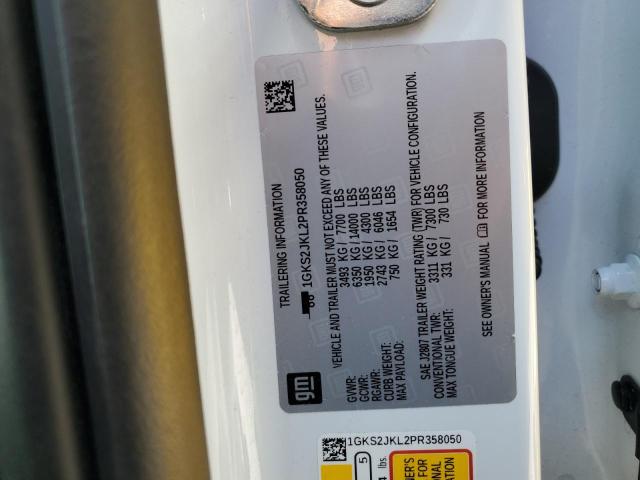 TRAILERING INFORMATION
1GKS2JKL2PR358050
VEHICLE AND TRAILER MUST NOT EXCEED ANY OF THESE VALUES.
GVWR: 3493 KG / 7700 LBS
GCWR: 6350 KG / 14000 LBS
RGAWR: 1950 KG / 4300 LBS
CURB WEIGHT: 2743 KG / 6046 LBS
MAX PAYLOAD: 750 KG / 1654 LBS
SAE J2807 TRAILER WEIGHT RATING (TWR) FOR VEHICLE CONFIGURATION.
CONVENTIONAL TWR: 3311 KG / 7300 LBS
MAX TONGUE WEIGHT: 331 KG / 730 LBS
SEE OWNER'S MANUAL FOR MORE INFORMATION
gm
1GKS2JKL2PR358050
5
lbs.
FOR